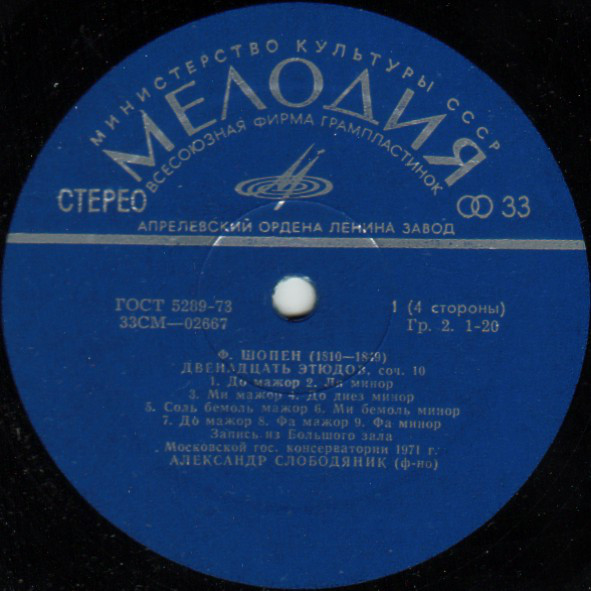 МИНИСТЕРСТВО КУЛЬТУРЫ СССР
МЕЛОДИЯ
ВСЕСОЮЗНАЯ ФИРМА ГРАМПЛАСТИНОК
СТЕРЕО
33
АПРЕЛЕВСКИЙ ОРДЕНА ЛЕНИНА ЗАВОД
ГОСТ 5289-73
33СМ—02667
1 (4 стороны)
Гр. 2. 1-20
Ф. ШОПЕН (1810—1849)
ДВЕНАДЦАТЬ ЭТЮДОВ, соч. 10
1. До мажор 2. Ля минор
3. Ми мажор 4. До диез минор
5. Соль бемоль мажор 6. Ми бемоль минор
7. До мажор 8. Фа мажор 9. Фа минор
Запись из Большого зала
Московской гос. консерватории 1971 г.
АЛЕКСАНДР СЛОБОДЯНИК (ф-но)